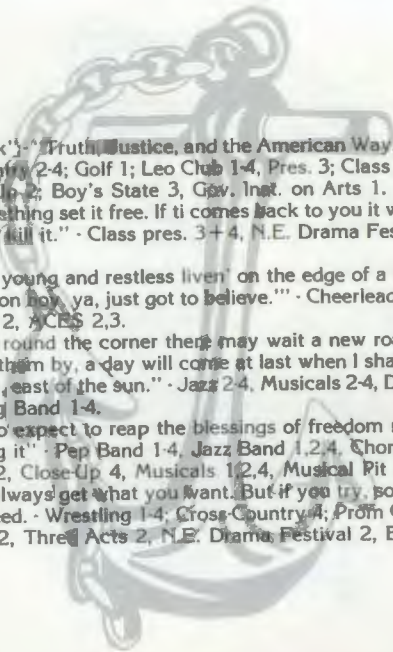 k')-"Truth, Justice, and the American Way
2-4; Golf 1; Leo Club 1-4, Pres. 3; Class
2; Boy's State 3, Gov. Inst. on Arts 1.
ething set it free. If ti comes back to you it w
kill it." · Class pres. 3+4, N.E. Drama Fes
young and restless liven' on the edge of a
on boy, ya, just got to believe.'" · Cheerlead
2, ACES 2,3.
round the corner there may wait a new roa
them by, a day will come at last when I sha
, east of the sun." · Jazz 2-4, Musicals 2-4, D
g Band 1-4.
o expect to reap the blessings of freedom m
g it" · Pep Band 1-4, Jazz Band 1,2,4, Chor
2, Close-Up 4, Musicals 1,2,4, Musical Pit
always get what you want. But if you try, so
eed. · Wrestling 1-4; Cross-Country 4; Prom C
2, Three Acts 2, N.E. Drama Festival 2, B